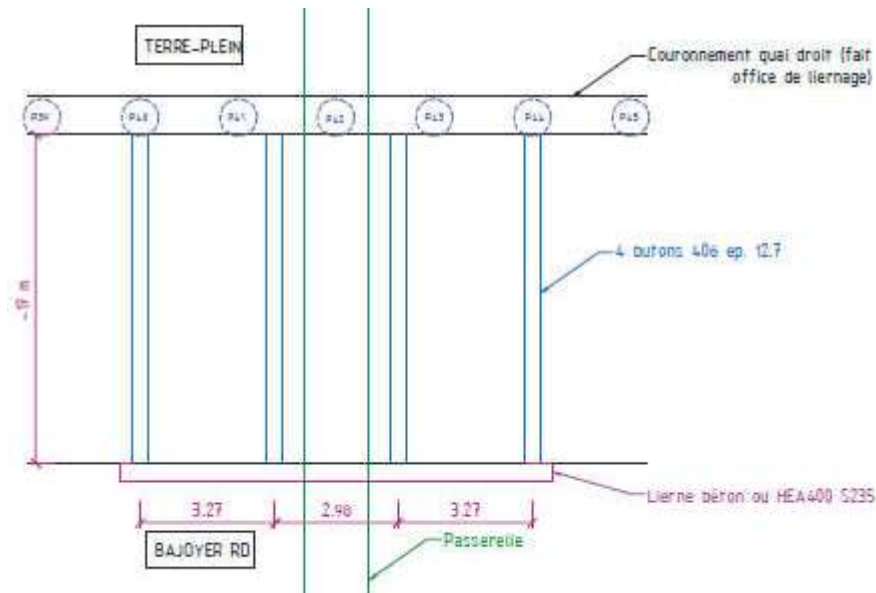 TERRE-PLEIN
Couronnement quai droit (fait
office de liernage)
P40 P41 P42 P43 P44 P45
4 butons 406 ep. 12.7
Lierne béton ou HEA400 S235
3.27 2.98 3.27
BAJOYER RD
Passerelle